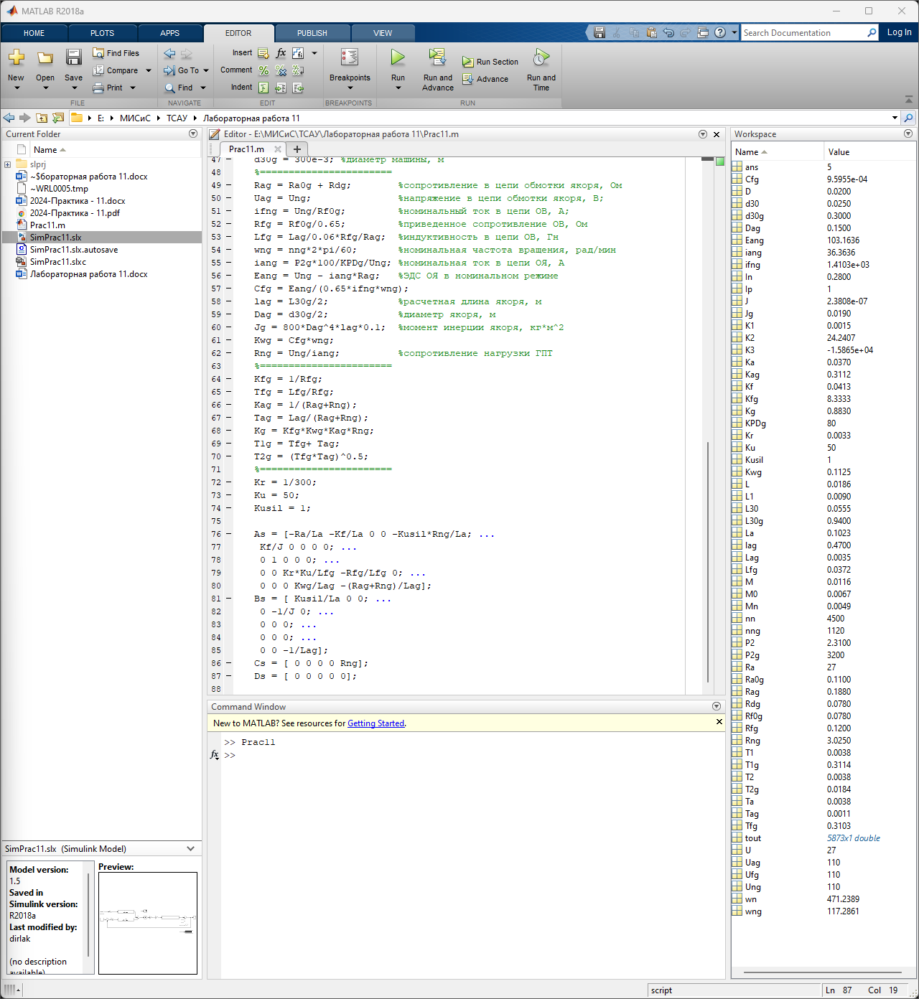 MATLAB R2018a
HOME PLOTS APPS EDITOR PUBLISH VIEW
Search Documentation
Log In
New
Open
Save
Find Files
Compare
Print
FILE
Go To
Find
NAVIGATE
Insert
Comment
Indent
EDIT
Breakpoints
BREAKPOINTS
Run
Run and Advance
Run Section
Advance
Run and Time
RUN
E: МИСиС ТСАУ Лабораторная работа 11
Current Folder
Name
slprj
~$бораторная работа 11.docx
~WRL0005.tmp
2024-Практика - 11.docx
2024-Практика - 11.pdf
Prac11.m
SimPrac11.slx
SimPrac11.slx.autosave
SimPrac11.slxc
Лабораторная работа 11.docx
SimPrac11.slx (Simulink Model)
Model version:
1.5
Saved in
Simulink version:
R2018a
Last modified by:
dirlak
(no description
available)
Preview:
Editor - E:\МИСиС\ТСАУ\Лабораторная работа 11\Prac11.m
Prac11.m
47 d30g = 300e-3; %диаметр машины, м
48 %=======================
49 Rag = Ra0g + Rdg; %сопротивление в цепи обмотки якоря, Ом
50 Uag = Ung; %напряжение в цепи обмотки якоря, В;
51 ifng = Ung/Rf0g; %номинальный ток в цепи ОВ, А;
52 Rfg = Rf0g/0.65; %приведенное сопротивление ОВ, Ом
53 Lfg = Lag/0.06*Rfg/Rag; %индуктивность в цепи ОВ, Гн
54 wng = nng*2*pi/60; %номинальная частота вращения, рад/мин
55 iang = P2g*100/KPDg/Ung; %номинальная ток в цепи ОЯ, А
56 Eang = Ung - iang*Rag; %ЭДС ОЯ в номинальном режиме
57 Cfg = Eang/(0.65*ifng*wng);
58 lag = L30g/2; %расчетная длина якоря, м
59 Dag = d30g/2; %диаметр якоря, м
60 Jg = 800*Dag^4*lag*0.1; %момент инерции якоря, кг*м^2
61 Kwg = Cfg*wng;
62 Rng = Ung/iang; %сопротивление нагрузки ГПТ
63 %=======================
64 Kfg = 1/Rfg;
65 Tfg = Lfg/Rfg;
66 Kag = 1/(Rag+Rng);
67 Tag = Lag/(Rag+Rng);
68 Kg = Kfg*Kwg*Kag*Rng;
69 T1g = Tfg+ Tag;
70 T2g = (Tfg*Tag)^0.5;
71 %=======================
72 Kr = 1/300;
73 Ku = 50;
74 Kusil = 1;
75
76 As = [-Ra/La -Kf/La 0 0 -Kusil*Rng/La; ...
77 Kf/J 0 0 0 0; ...
78 0 1 0 0 0; ...
79 0 0 Kr*Ku/Lfg -Rfg/Lfg 0; ...
80 0 0 0 Kwg/Lag -(Rag+Rng)/Lag];
81 Bs = [ Kusil/La 0 0; ...
82 0 -1/J 0; ...
83 0 0 0; ...
84 0 0 0; ...
85 0 0 -1/Lag];
86 Cs = [ 0 0 0 0 Rng];
87 Ds = [ 0 0 0 0 0];
88
Command Window
New to MATLAB? See resources for Getting Started.
>> Prac11
fx >>
Workspace
Name Value
ans 5
Cfg 9.5955e-04
D 0.0200
d30 0.0250
d30g 0.3000
Dag 0.1500
Eang 103.1636
iang 36.3636
ifng 1.4103e+03
In 0.2800
Ip 1
J 2.3808e-07
Jg 0.0190
K1 0.0015
K2 24.2407
K3 -1.5865e+04
Ka 0.0370
Kag 0.3112
Kf 0.0413
Kfg 8.3333
Kg 0.8830
KPDg 80
Kr 0.0033
Ku 50
Kusil 1
Kwg 0.1125
L 0.0186
L1 0.0090
L30 0.0555
L30g 0.9400
La 0.1023
lag 0.4700
Lag 0.0035
Lfg 0.0372
M 0.0116
M0 0.0067
Mn 0.0049
nn 4500
nng 1120
P2 2.3100
P2g 3200
Ra 27
Ra0g 0.1100
Rag 0.1880
Rdg 0.0780
Rf0g 0.0780
Rfg 0.1200
Rng 3.0250
T1 0.0038
T1g 0.3114
T2 0.0038
T2g 0.0184
Ta 0.0038
Tag 0.0011
Tfg 0.3103
tout 5873x1 double
U 27
Uag 110
Ufg 110
Ung 110
wn 471.2389
wng 117.2861
script
Ln 87 Col 19